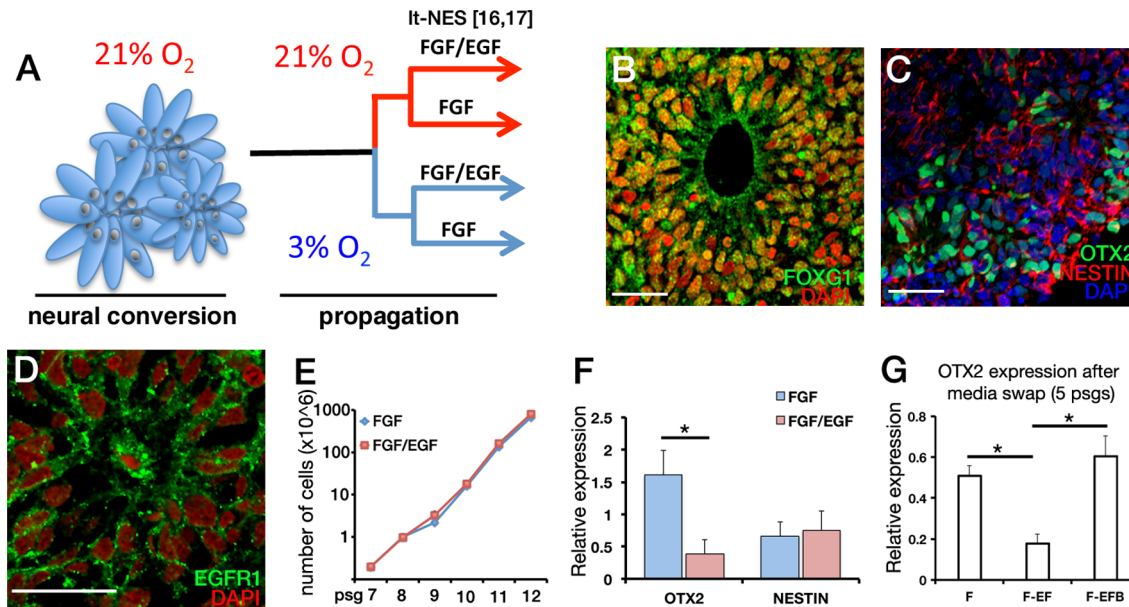 A
21% O2
neural conversion
21% O2
3% O2
lt-NES [16,17]
FGF/EGF
FGF
FGF/EGF
FGF
propagation
B
FOXG1
DAPI
C
OTX2
NESTIN
DAP
D
EGFR1
DAPI
E
number of cells (x10^6)
1000
100
10
1
FGF
FGF/EGF
psg 7 8 9 10 11 12
F
Relative expression
2.5
2
1.5
1
0.5
0
FGF
FGF/EGF
*
OTX2 NESTIN
G
OTX2 expression after
media swap (5 psgs)
Relative expression
0.8
0.6
0.4
0.2
0
* *
F F-EF F-EFB